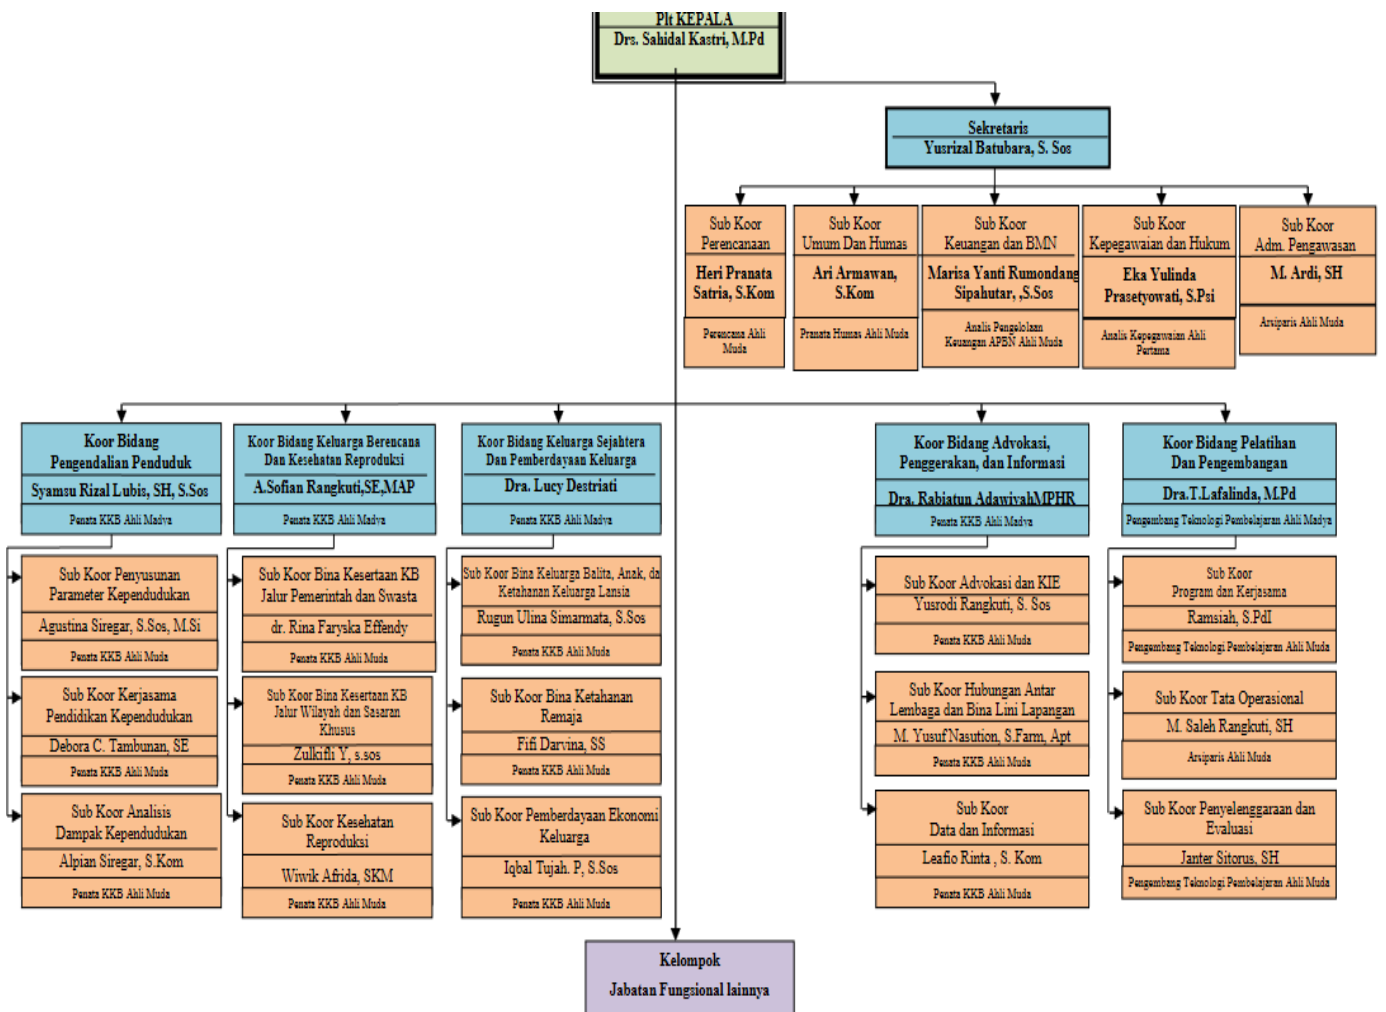 Plt KEPALA
Drs. Sahidal Kastri, M.Pd
Sekretaris
Yusrizal Batubara, S. Sos
Sub Koor
Perencanaan
Heri Pranata
Satria, S.Kom
Perencana Ahli
Muda
Sub Koor
Umum Dan Humas
Ari Armawan,
S.Kom
Pranata Humas Ahli Muda
Sub Koor
Keuangan dan BMN
Marisa Yanti Rumondang
Sipahutar, ,S.Sos
Analis Pengelolaan
Keuangan APBN Ahli Muda
Sub Koor
Kepegawaian dan Hukum
Eka Yulinda
Prasetyowati, S.Psi
Analis Kepegawaian Ahli
Pertama
Sub Koor
Adm. Pengawasan
M. Ardi, SH
Arsiparis Ahli Muda
Koor Bidang
Pengendalian Penduduk
Syamsu Rizal Lubis, SH, S.Sos
Penata KKB Ahli Madya
Sub Koor Penyusunan
Parameter Kependudukan
Agustina Siregar, S.Sos, M.Si
Penata KKB Ahli Muda
Sub Koor Kerjasama
Pendidikan Kependudukan
Debora C. Tambunan, SE
Penata KKB Ahli Muda
Sub Koor Analisis
Dampak Kependudukan
Alpian Siregar, S.Kom
Penata KKB Ahli Muda
Koor Bidang Keluarga Berencana
Dan Kesehatan Reproduksi
A.Sofian Rangkuti,SE,MAP
Penata KKB Ahli Madya
Sub Koor Bina Kesertaan KB
Jalur Pemerintah dan Swasta
dr. Rina Faryska Effendy
Penata KKB Ahli Muda
Sub Koor Bina Kesertaan KB
Jalur Wilayah dan Sasaran
Khusus
Zulkifli Y, s.sos
Penata KKB Ahli Muda
Sub Koor Kesehatan
Reproduksi
Wiwik Afrida, SKM
Penata KKB Ahli Muda
Koor Bidang Keluarga Sejahtera
Dan Pemberdayaan Keluarga
Dra. Lucy Destriati
Penata KKB Ahli Madya
Sub Koor Bina Keluarga Balita, Anak, da
Ketahanan Keluarga Lansia
Rugun Ulina Simarmata, S.Sos
Penata KKB Ahli Muda
Sub Koor Bina Ketahanan
Remaja
Fifi Darvina, SS
Penata KKB Ahli Muda
Sub Koor Pemberdayaan Ekonomi
Keluarga
Iqbal Tujah. P, S.Sos
Penata KKB Ahli Muda
Koor Bidang Advokasi,
Penggerakan, dan Informasi
Dra. Rabiatun AdawiyahMPHR
Penata KKB Ahli Madya
Sub Koor Advokasi dan KIE
Yusrodi Rangkuti, S. Sos
Penata KKB Ahli Muda
Sub Koor Hubungan Antar
Lembaga dan Bina Lini Lapangan
M. Yusuf Nasution, S.Farm, Apt
Penata KKB Ahli Muda
Sub Koor
Data dan Informasi
Leafio Rinta , S. Kom
Penata KKB Ahli Muda
Koor Bidang Pelatihan
Dan Pengembangan
Dra.T.Lafalinda, M.Pd
Pengembang Teknologi Pembelajaran Ahli Madya
Sub Koor
Program dan Kerjasama
Ramsiah, S.PdI
Pengembang Teknologi Pembelajaran Ahli Muda
Sub Koor Tata Operasional
M. Saleh Rangkuti, SH
Arsiparis Ahli Muda
Sub Koor Penyelenggaraan dan
Evaluasi
Janter Sitorus, SH
Pengembang Teknologi Pembelajaran Ahli Muda
Kelompok
Jabatan Fungsional lainnya